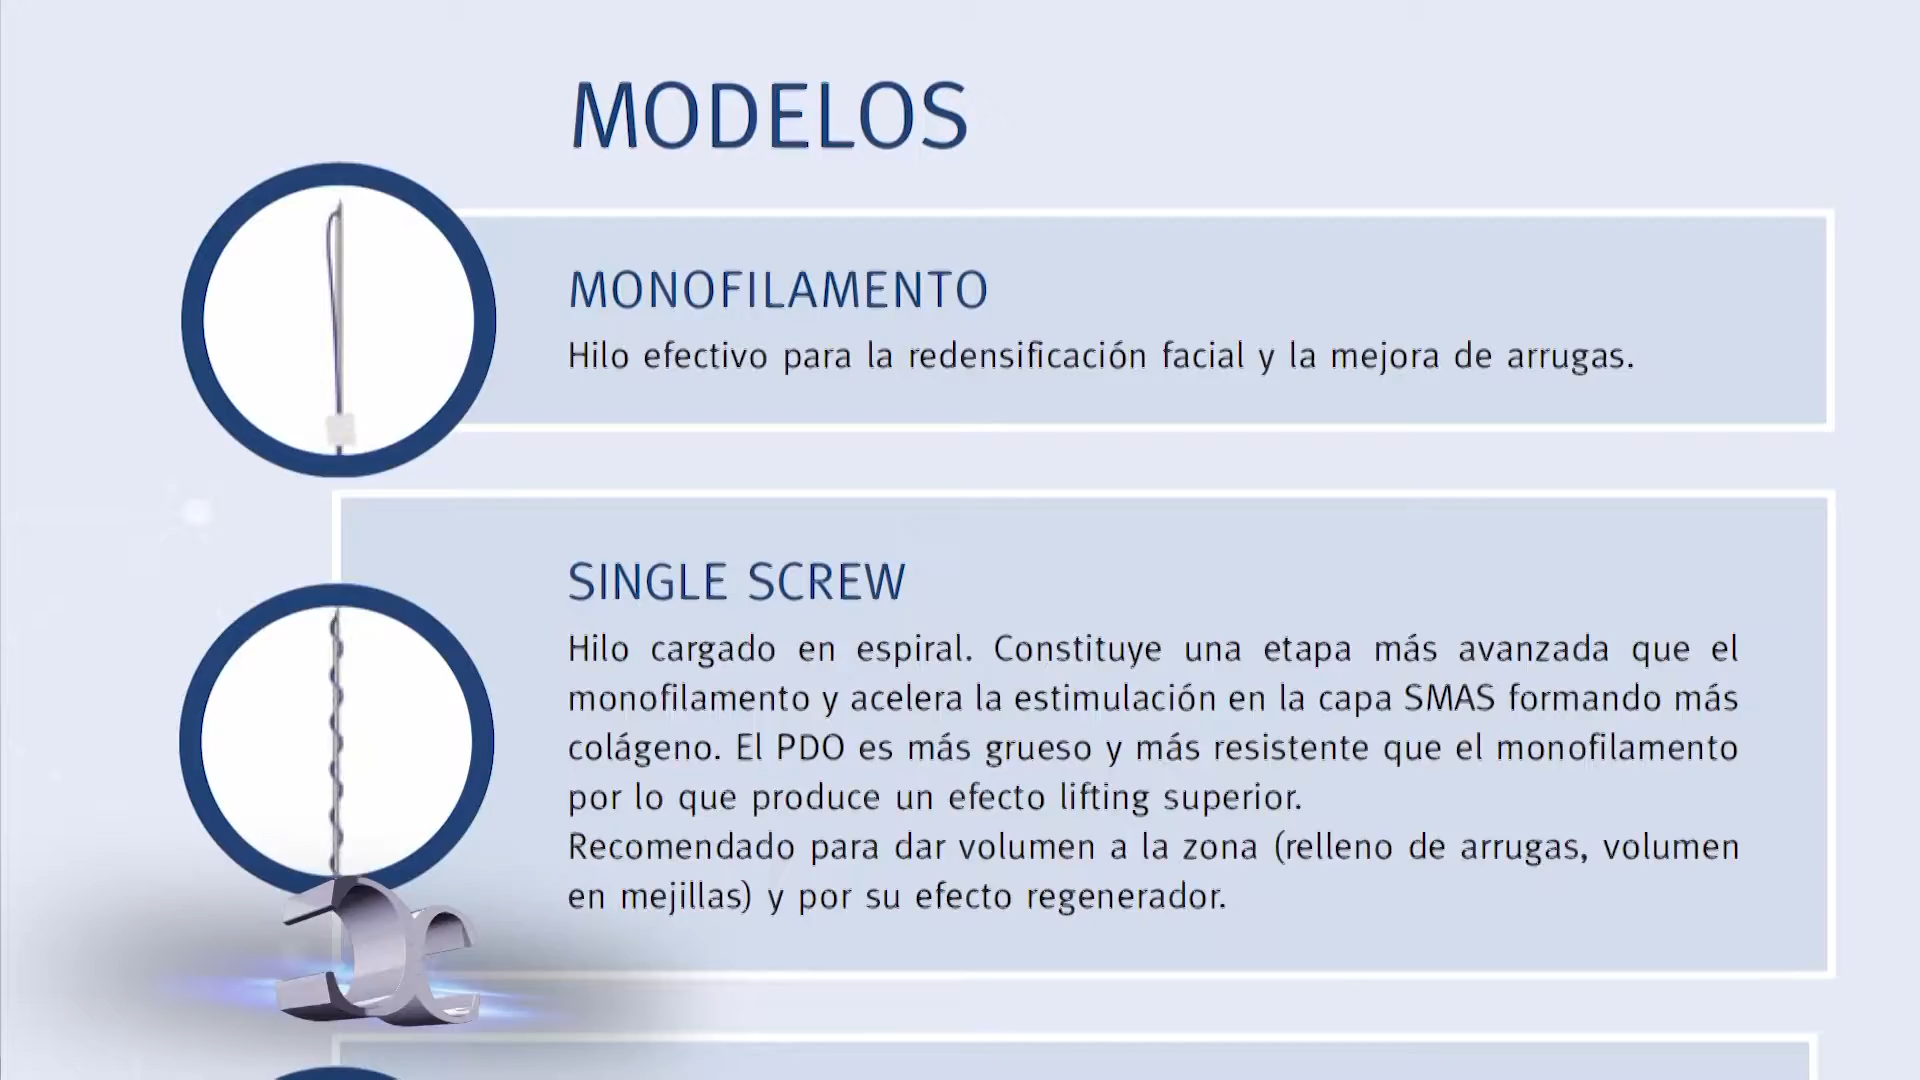 MODELOS
MONOFILAMENTO
Hilo efectivo para la redensificación facial y la mejora de arrugas.
SINGLE SCREW
Hilo cargado en espiral. Constituye una etapa más avanzada que el
monofilamento y acelera la estimulación en la capa SMAS formando más
colágeno. El PDO es más grueso y más resistente que el monofilamento
por lo que produce un efecto lifting superior.
Recomendado para dar volumen a la zona (relleno de arrugas, volumen
en mejillas) y por su efecto regenerador.